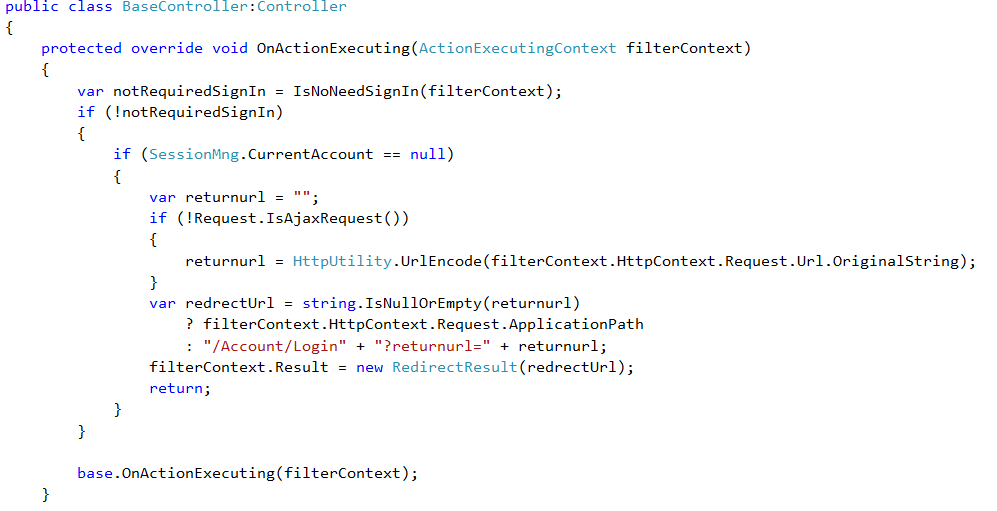 public class BaseController:Controller
{
    protected override void OnActionExecuting(ActionExecutingContext filterContext)
    {
        var notRequiredSignIn = IsNoNeedSignIn(filterContext);
        if (!notRequiredSignIn)
        {
            if (SessionMng.CurrentAccount == null)
            {
                var returnurl = "";
                if (!Request.IsAjaxRequest())
                {
                    returnurl = HttpUtility.UrlEncode(filterContext.HttpContext.Request.Url.OriginalString);
                }
                var redrectUrl = string.IsNullOrEmpty(returnurl)
                    ? filterContext.HttpContext.Request.ApplicationPath
                    : "/Account/Login" + "?returnurl=" + returnurl;
                filterContext.Result = new RedirectResult(redrectUrl);
                return;
            }
        }

        base.OnActionExecuting(filterContext);
    }